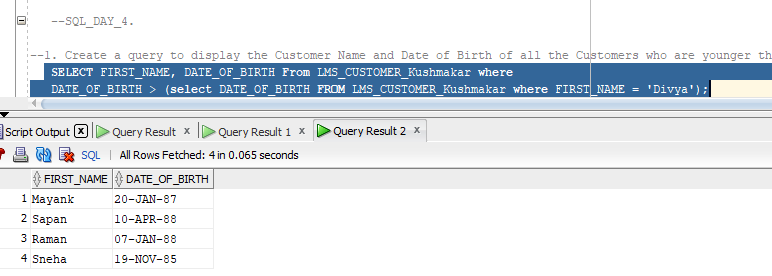 --SQL_DAY_4.
--1. Create a query to display the Customer Name and Date of Birth of all the Customers who are younger th
SELECT FIRST_NAME, DATE_OF_BIRTH From LMS_CUSTOMER_Kushmakar where
DATE_OF_BIRTH > (select DATE_OF_BIRTH FROM LMS_CUSTOMER_Kushmakar where FIRST_NAME = 'Divya');
Script Output x Query Result x Query Result 1 x Query Result 2 x
SQL | All Rows Fetched: 4 in 0.065 seconds
FIRST_NAME DATE_OF_BIRTH
1 Mayank 20-JAN-87
2 Sapan 10-APR-88
3 Raman 07-JAN-88
4 Sneha 19-NOV-85